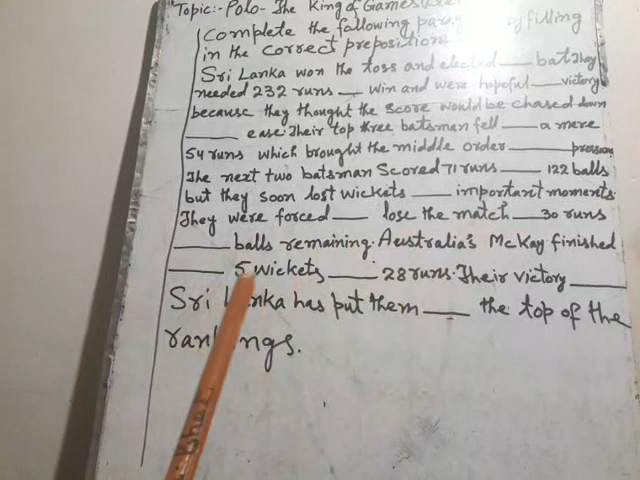 Topic:- Polo- The King of Games
Complete the following filling
in the correct preposition
Sri Lanka won the toss and elected ___ bat. They
needed 232 runs ___ win and were hopeful ___ victory
because they thought the score would be chased down
___ ease. Their top three batsman fell ___ a mere
54 runs which brought the middle order ___
The next two batsman scored 71 runs ___ 122 balls
but they soon lost wickets ___ important moments.
They were forced ___ lose the match ___ 30 runs
___ balls remaining. Australia's McKay finished
___ 5 wickets ___ 28 runs. Their victory ___
Sri Lanka has put them ___ the top of the
rankings.